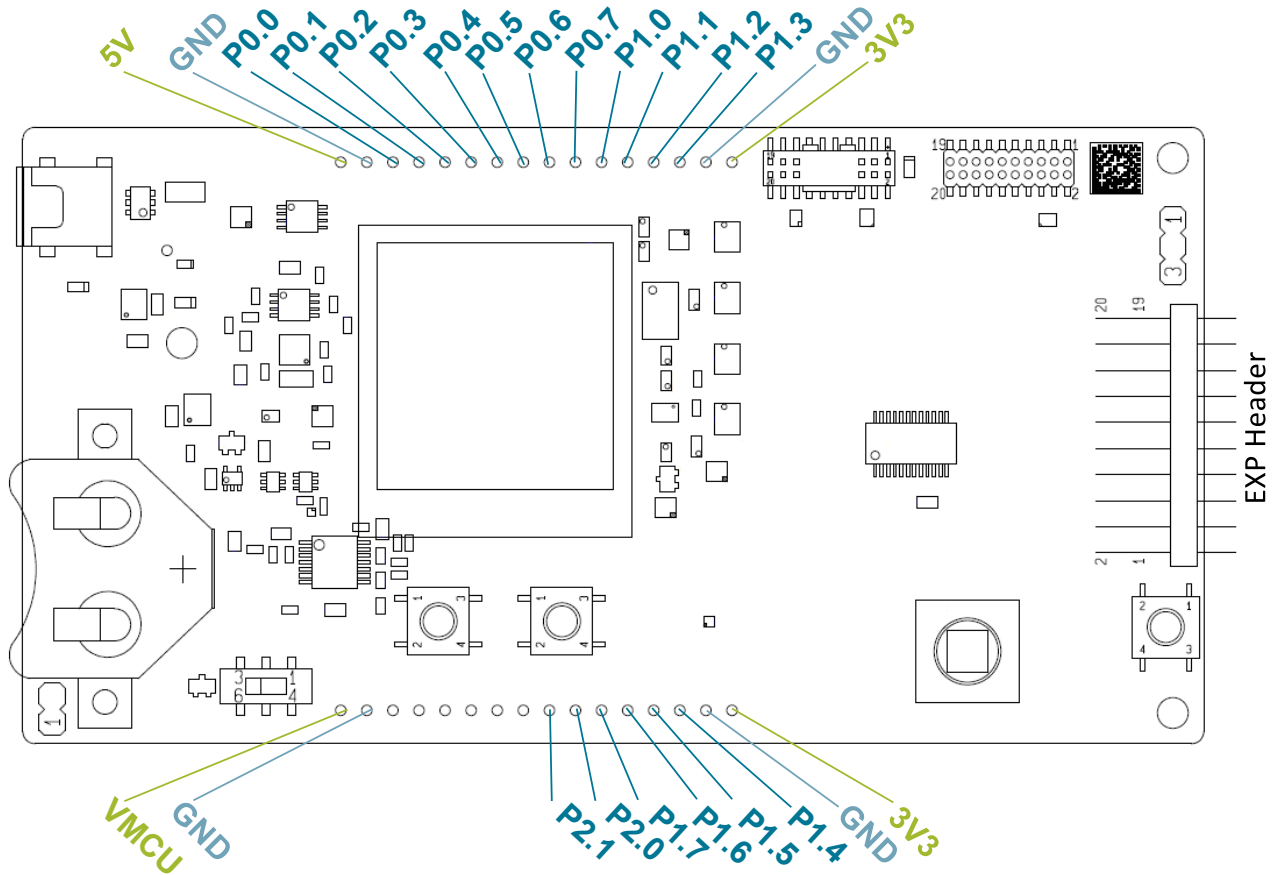 5V
GND
P0.0
P0.1
P0.2
P0.3
P0.4
P0.5
P0.6
P0.7
P1.0
P1.1
P1.2
P1.3
GND
3V3
19 1
20 2
1
3
20 19
EXP Header
2 1
1 3
2 4
1 3
2 4
2 1
4 3
3 1
6 4
1
VMCU
GND
P2.1
P2.0
P1.7
P1.6
P1.5
P1.4
GND
3V3